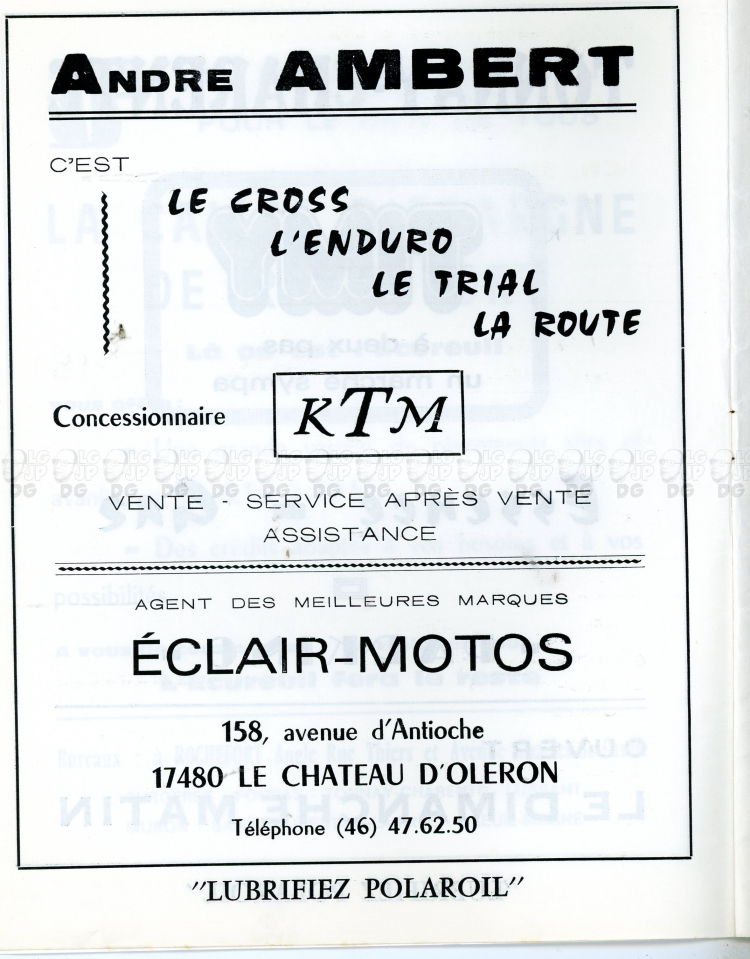 ANDRE AMBERT
C'EST
LE CROSS
L'ENDURO
LE TRIAL
LA ROUTE
Concessionnaire KTM
VENTE - SERVICE APRÈS VENTE
ASSISTANCE
AGENT DES MEILLEURES MARQUES
ÉCLAIR-MOTOS
158, avenue d'Antioche
17480 LE CHATEAU D'OLERON
Téléphone (46) 47.62.50
"LUBRIFIEZ POLAROIL"